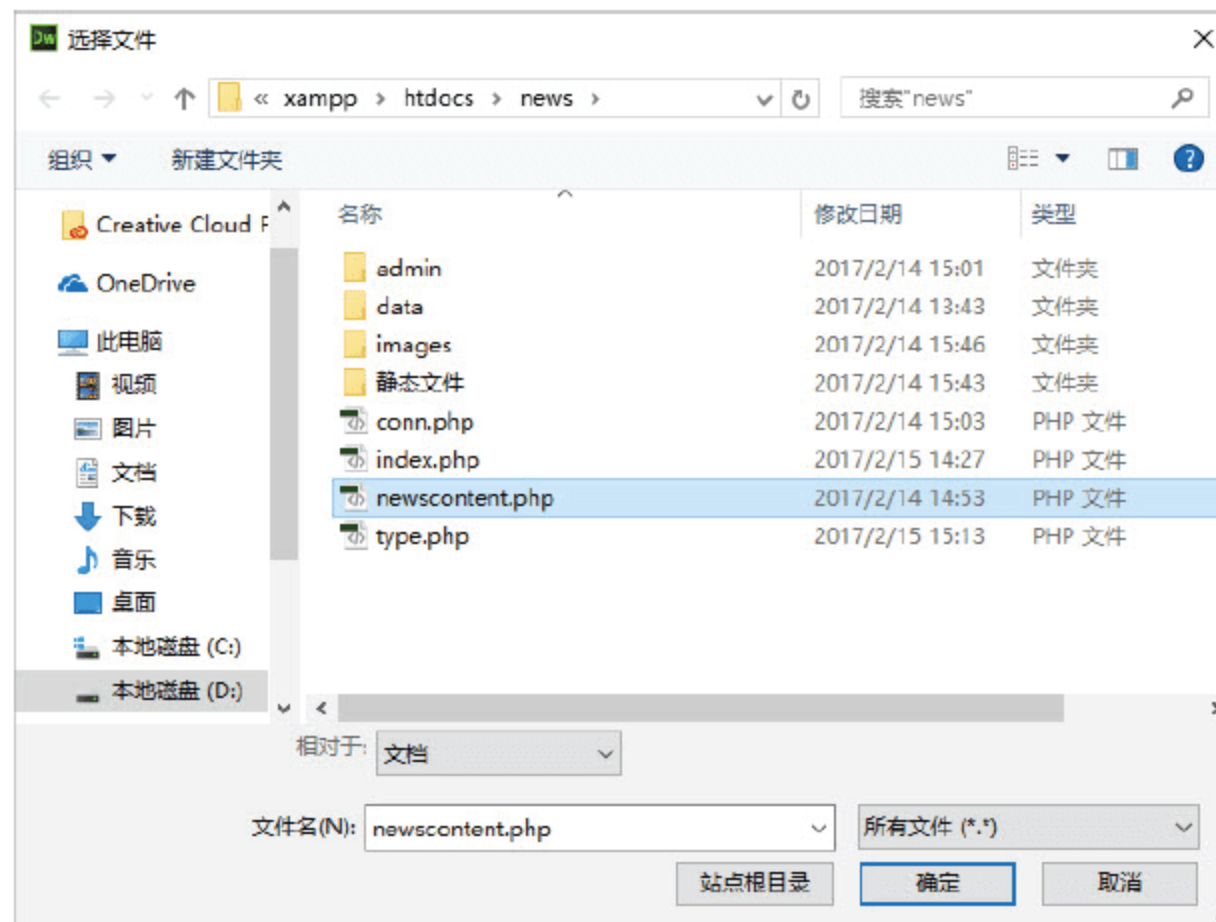 Dw 选择文件
« xampp › htdocs › news ›
搜索"news"
组织 新建文件夹
名称 修改日期 类型
Creative Cloud F
OneDrive
此电脑
视频
图片
文档
下载
音乐
桌面
本地磁盘 (C:)
本地磁盘 (D:)
admin 2017/2/14 15:01 文件夹
data 2017/2/14 13:43 文件夹
images 2017/2/14 15:46 文件夹
静态文件 2017/2/14 15:43 文件夹
conn.php 2017/2/14 15:03 PHP 文件
index.php 2017/2/15 14:27 PHP 文件
newscontent.php 2017/2/14 14:53 PHP 文件
type.php 2017/2/15 15:13 PHP 文件
相对于: 文档
文件名(N): newscontent.php 所有文件 (*.*)
站点根目录 确定 取消